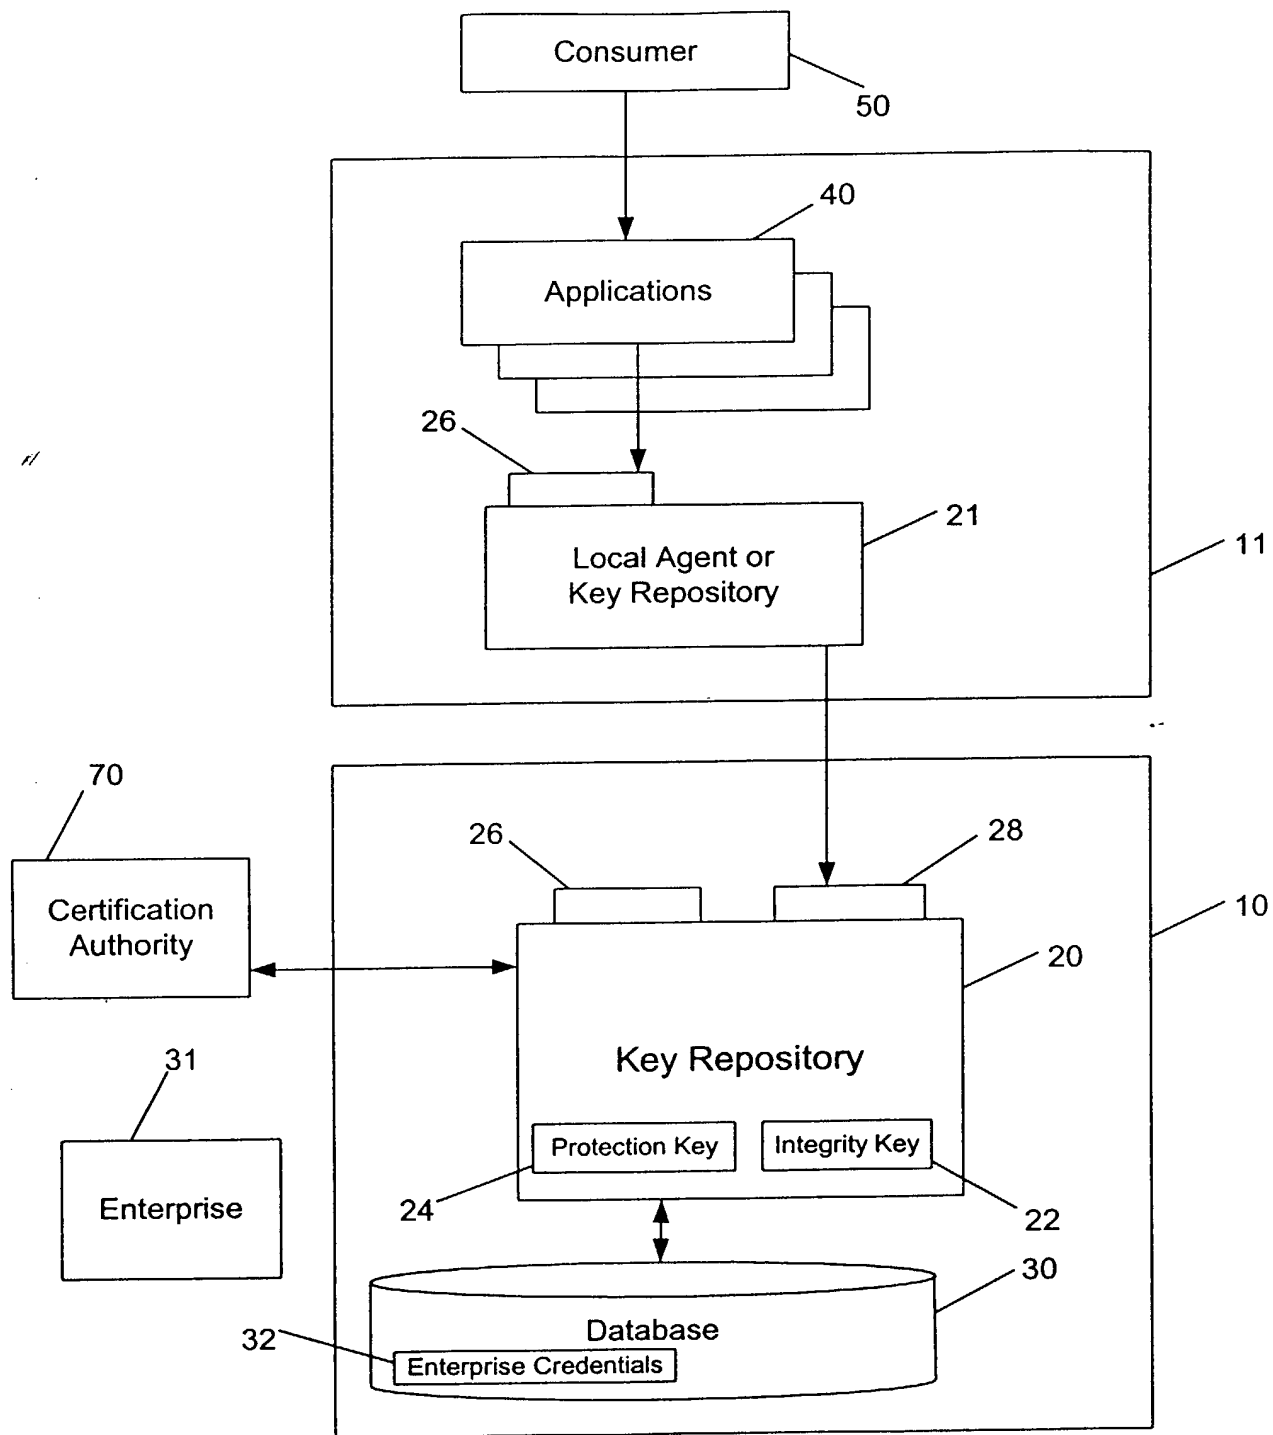 Consumer
50
40
Applications
26
21
Local Agent or
Key Repository
11
70
26
28
Certification
Authority
10
20
Key Repository
31
Protection Key
Integrity Key
Enterprise
24
22
30
Database
32
Enterprise Credentials